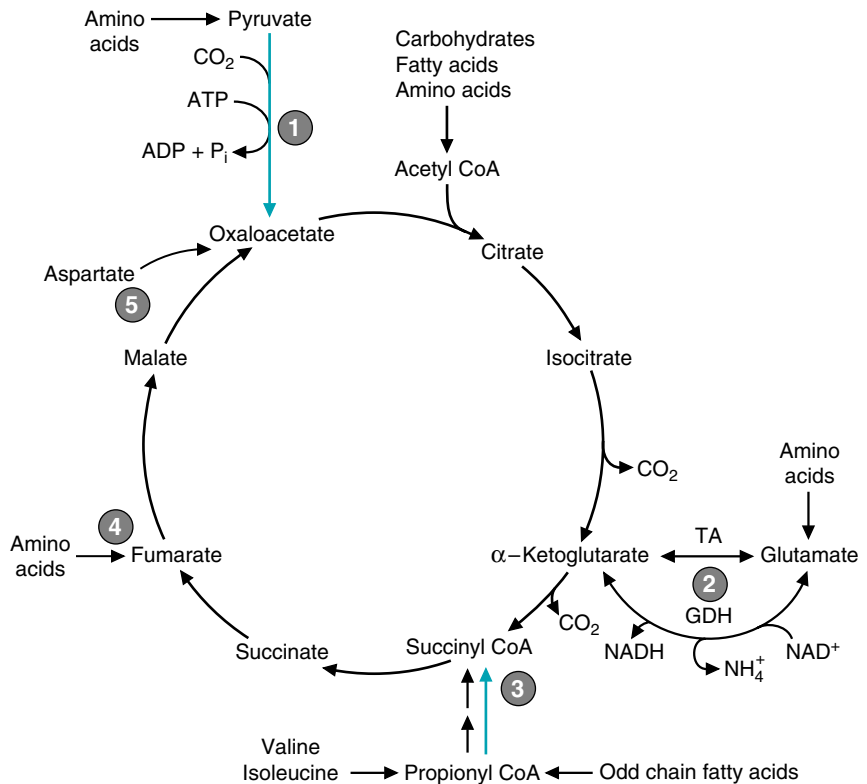 Amino
acids
Pyruvate
CO₂
ATP
ADP + Pᵢ
1
Carbohydrates
Fatty acids
Amino acids
Acetyl CoA
Oxaloacetate
Citrate
Aspartate
5
Malate
Isocitrate
CO₂
Amino
acids
4
Amino
acids
Fumarate
α–Ketoglutarate
TA
Glutamate
2
GDH
CO₂
NADH
NH₄⁺
NAD⁺
Succinate
Succinyl CoA
3
Valine
Isoleucine
Propionyl CoA
Odd chain fatty acids